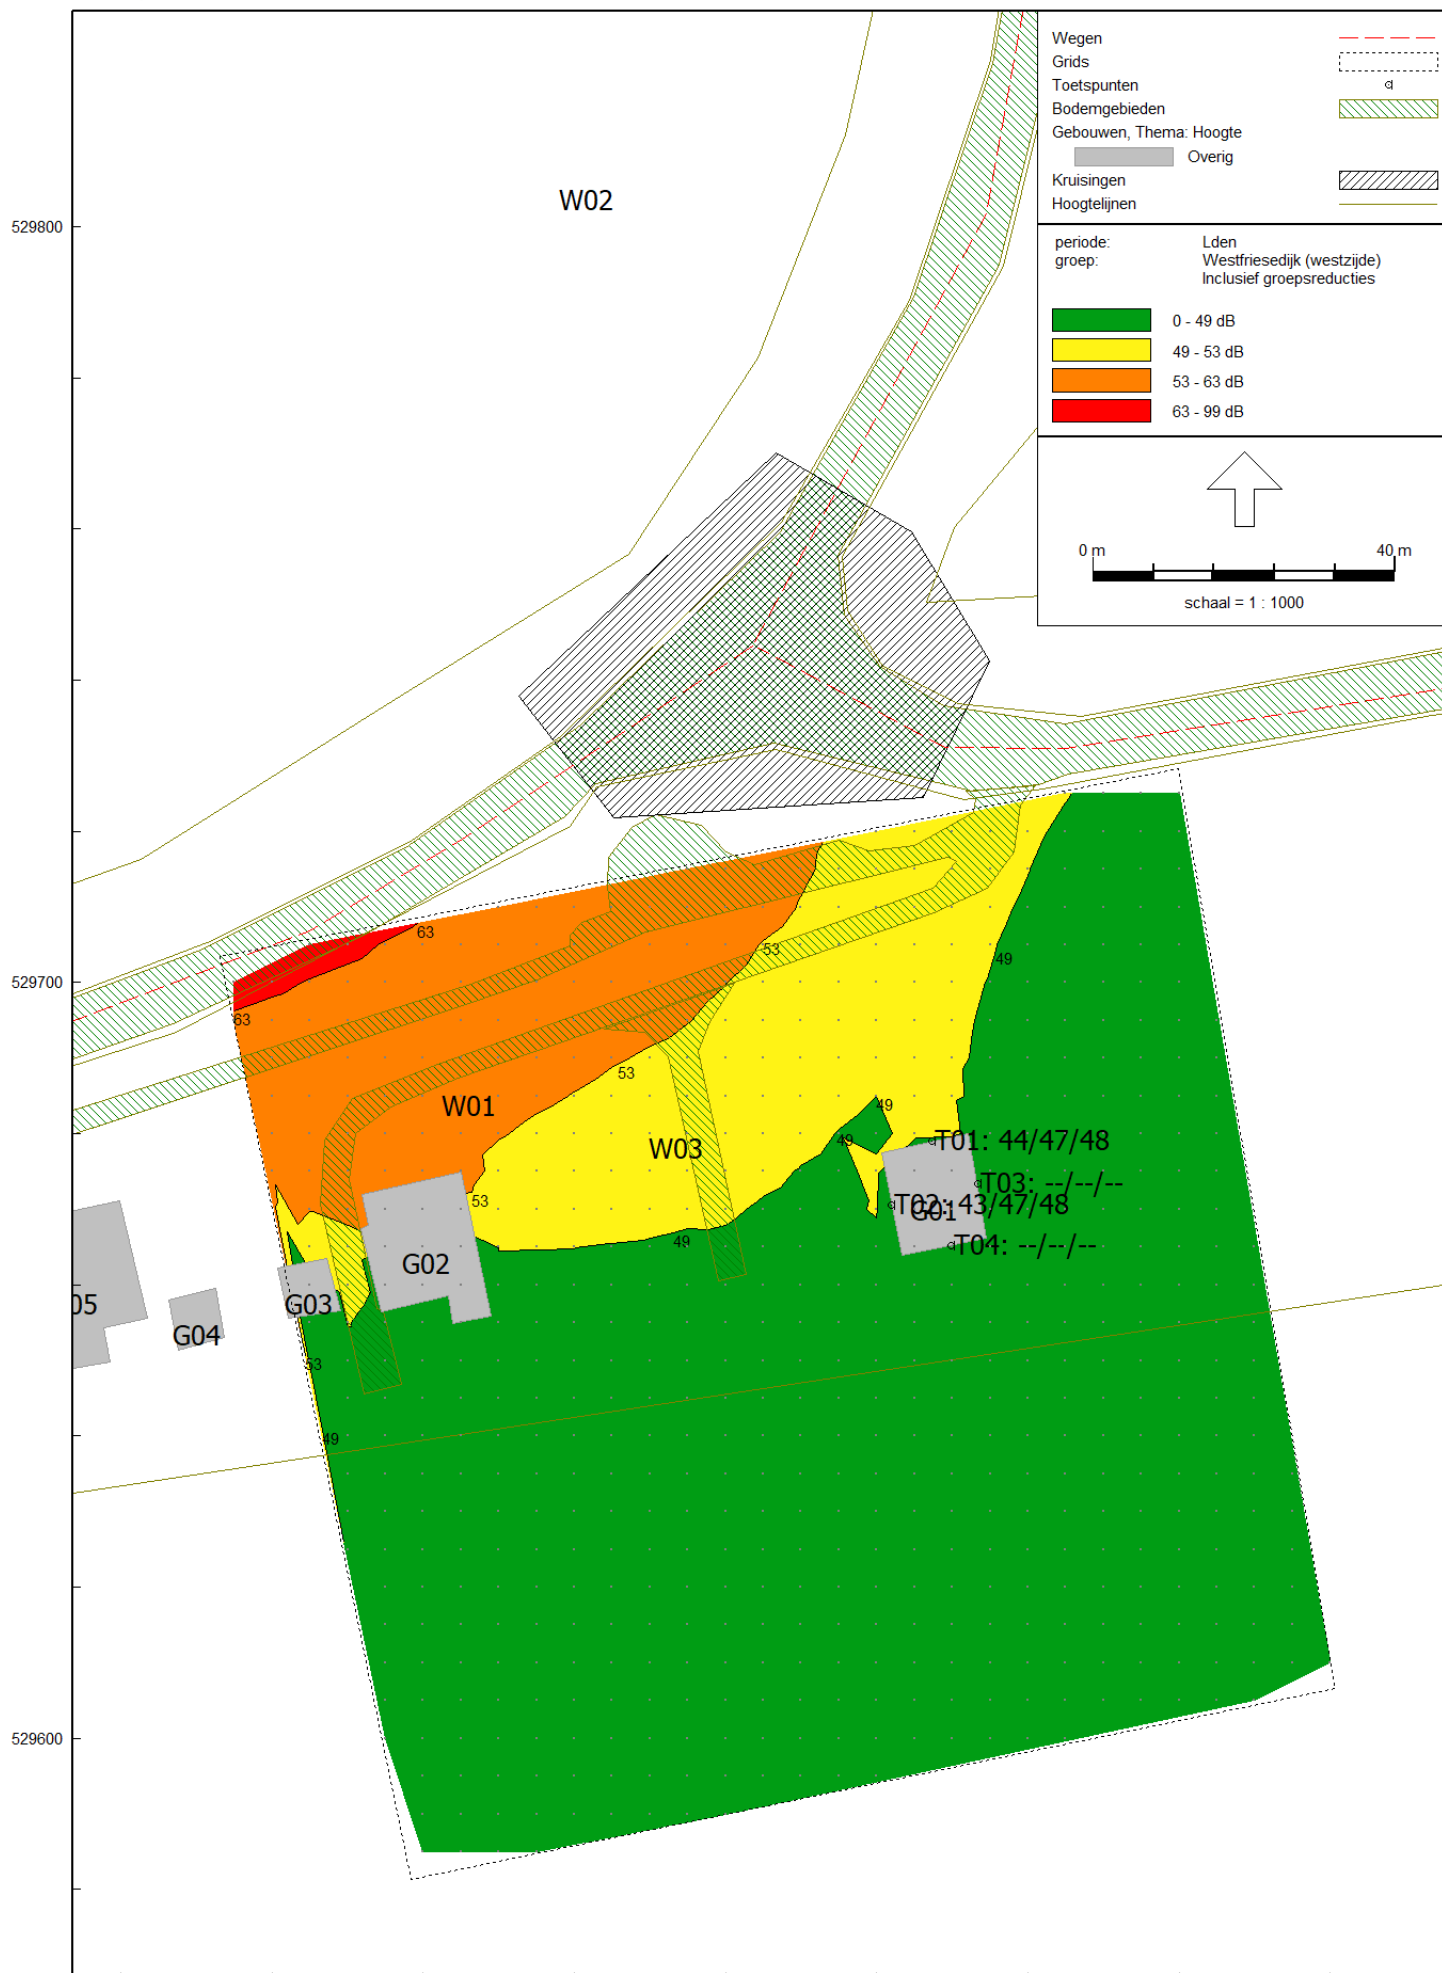 Wegen
Grids
Toetspunten
Bodemgebieden
Gebouwen, Thema: Hoogte
Overig
Kruisingen
Hoogtelijnen
periode: Lden
groep: Westfriesedijk (westzijde)
Inclusief groepsreducties
0 - 49 dB
49 - 53 dB
53 - 63 dB
63 - 99 dB
0 m 40 m
schaal = 1 : 1000
W02
529800
63
53
49
529700
63
53
W01
49
49
W03
T01: 44/47/48
T03: --/--/--
53
T02: 43/47/48
G01
49
T04: --/--/--
G02
05
G03
G04
53
49
529600